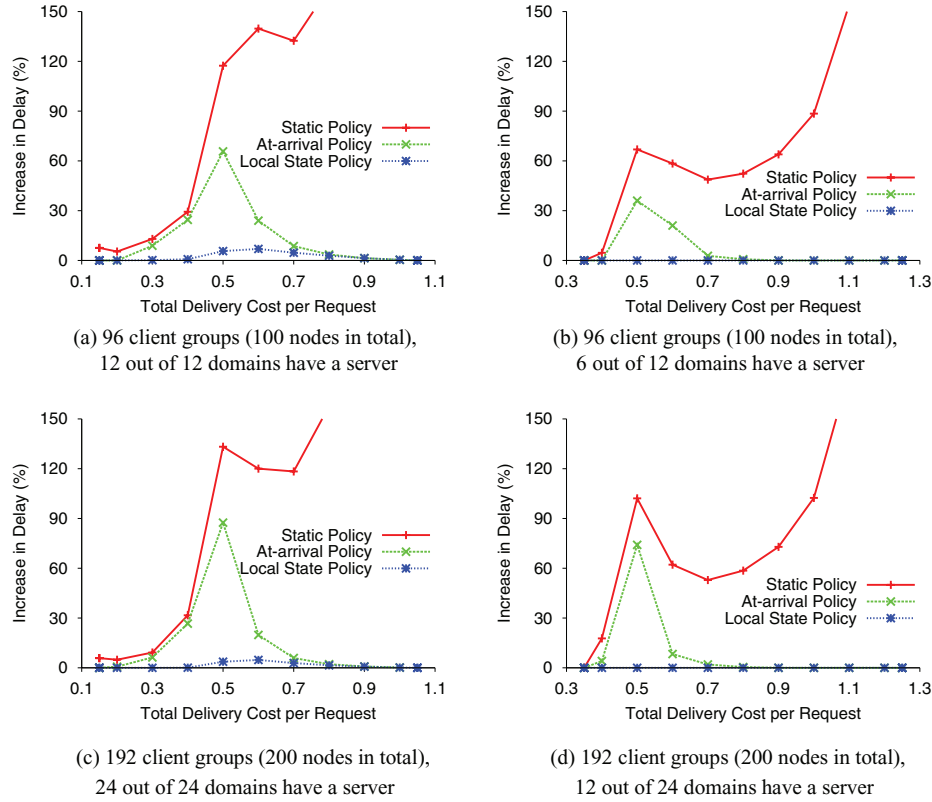 150
120
90
60
30
0
Increase in Delay (%)
Static Policy
At-arrival Policy
Local State Policy
0.1 0.3 0.5 0.7 0.9 1.1
Total Delivery Cost per Request
(a) 96 client groups (100 nodes in total),
12 out of 12 domains have a server
150
120
90
60
30
0
Increase in Delay (%)
Static Policy
At-arrival Policy
Local State Policy
0.3 0.5 0.7 0.9 1.1 1.3
Total Delivery Cost per Request
(b) 96 client groups (100 nodes in total),
6 out of 12 domains have a server
150
120
90
60
30
0
Increase in Delay (%)
Static Policy
At-arrival Policy
Local State Policy
0.1 0.3 0.5 0.7 0.9 1.1
Total Delivery Cost per Request
(c) 192 client groups (200 nodes in total),
24 out of 24 domains have a server
150
120
90
60
30
0
Increase in Delay (%)
Static Policy
At-arrival Policy
Local State Policy
0.3 0.5 0.7 0.9 1.1 1.3
Total Delivery Cost per Request
(d) 192 client groups (200 nodes in total),
12 out of 24 domains have a server